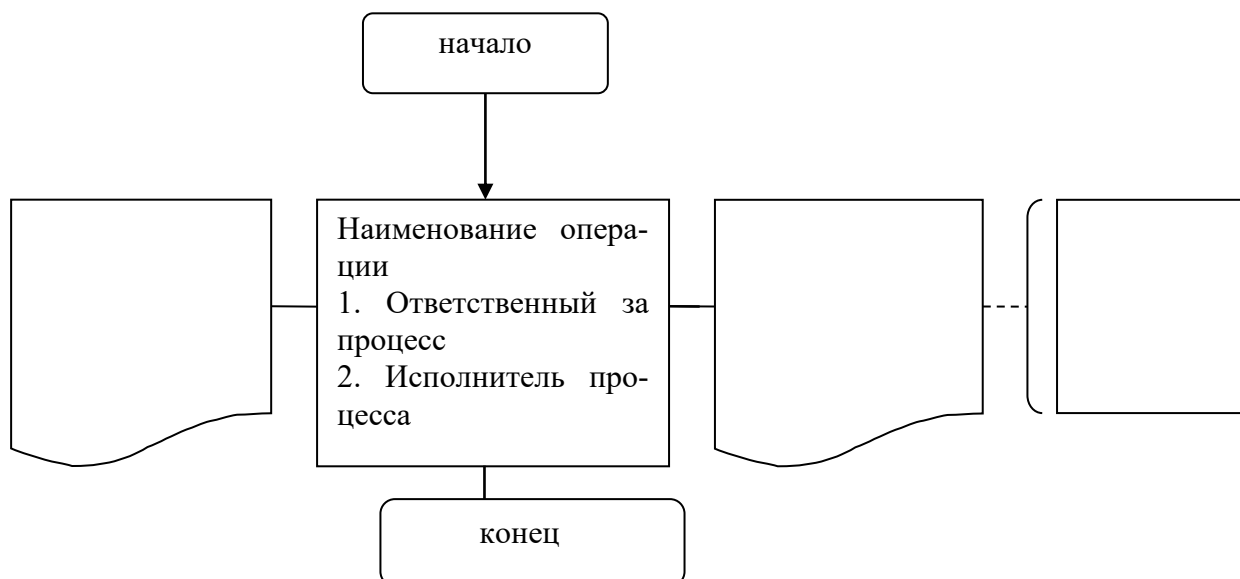 начало
Наименование опера-
ции
1. Ответственный за
процесс
2. Исполнитель про-
цесса
конец